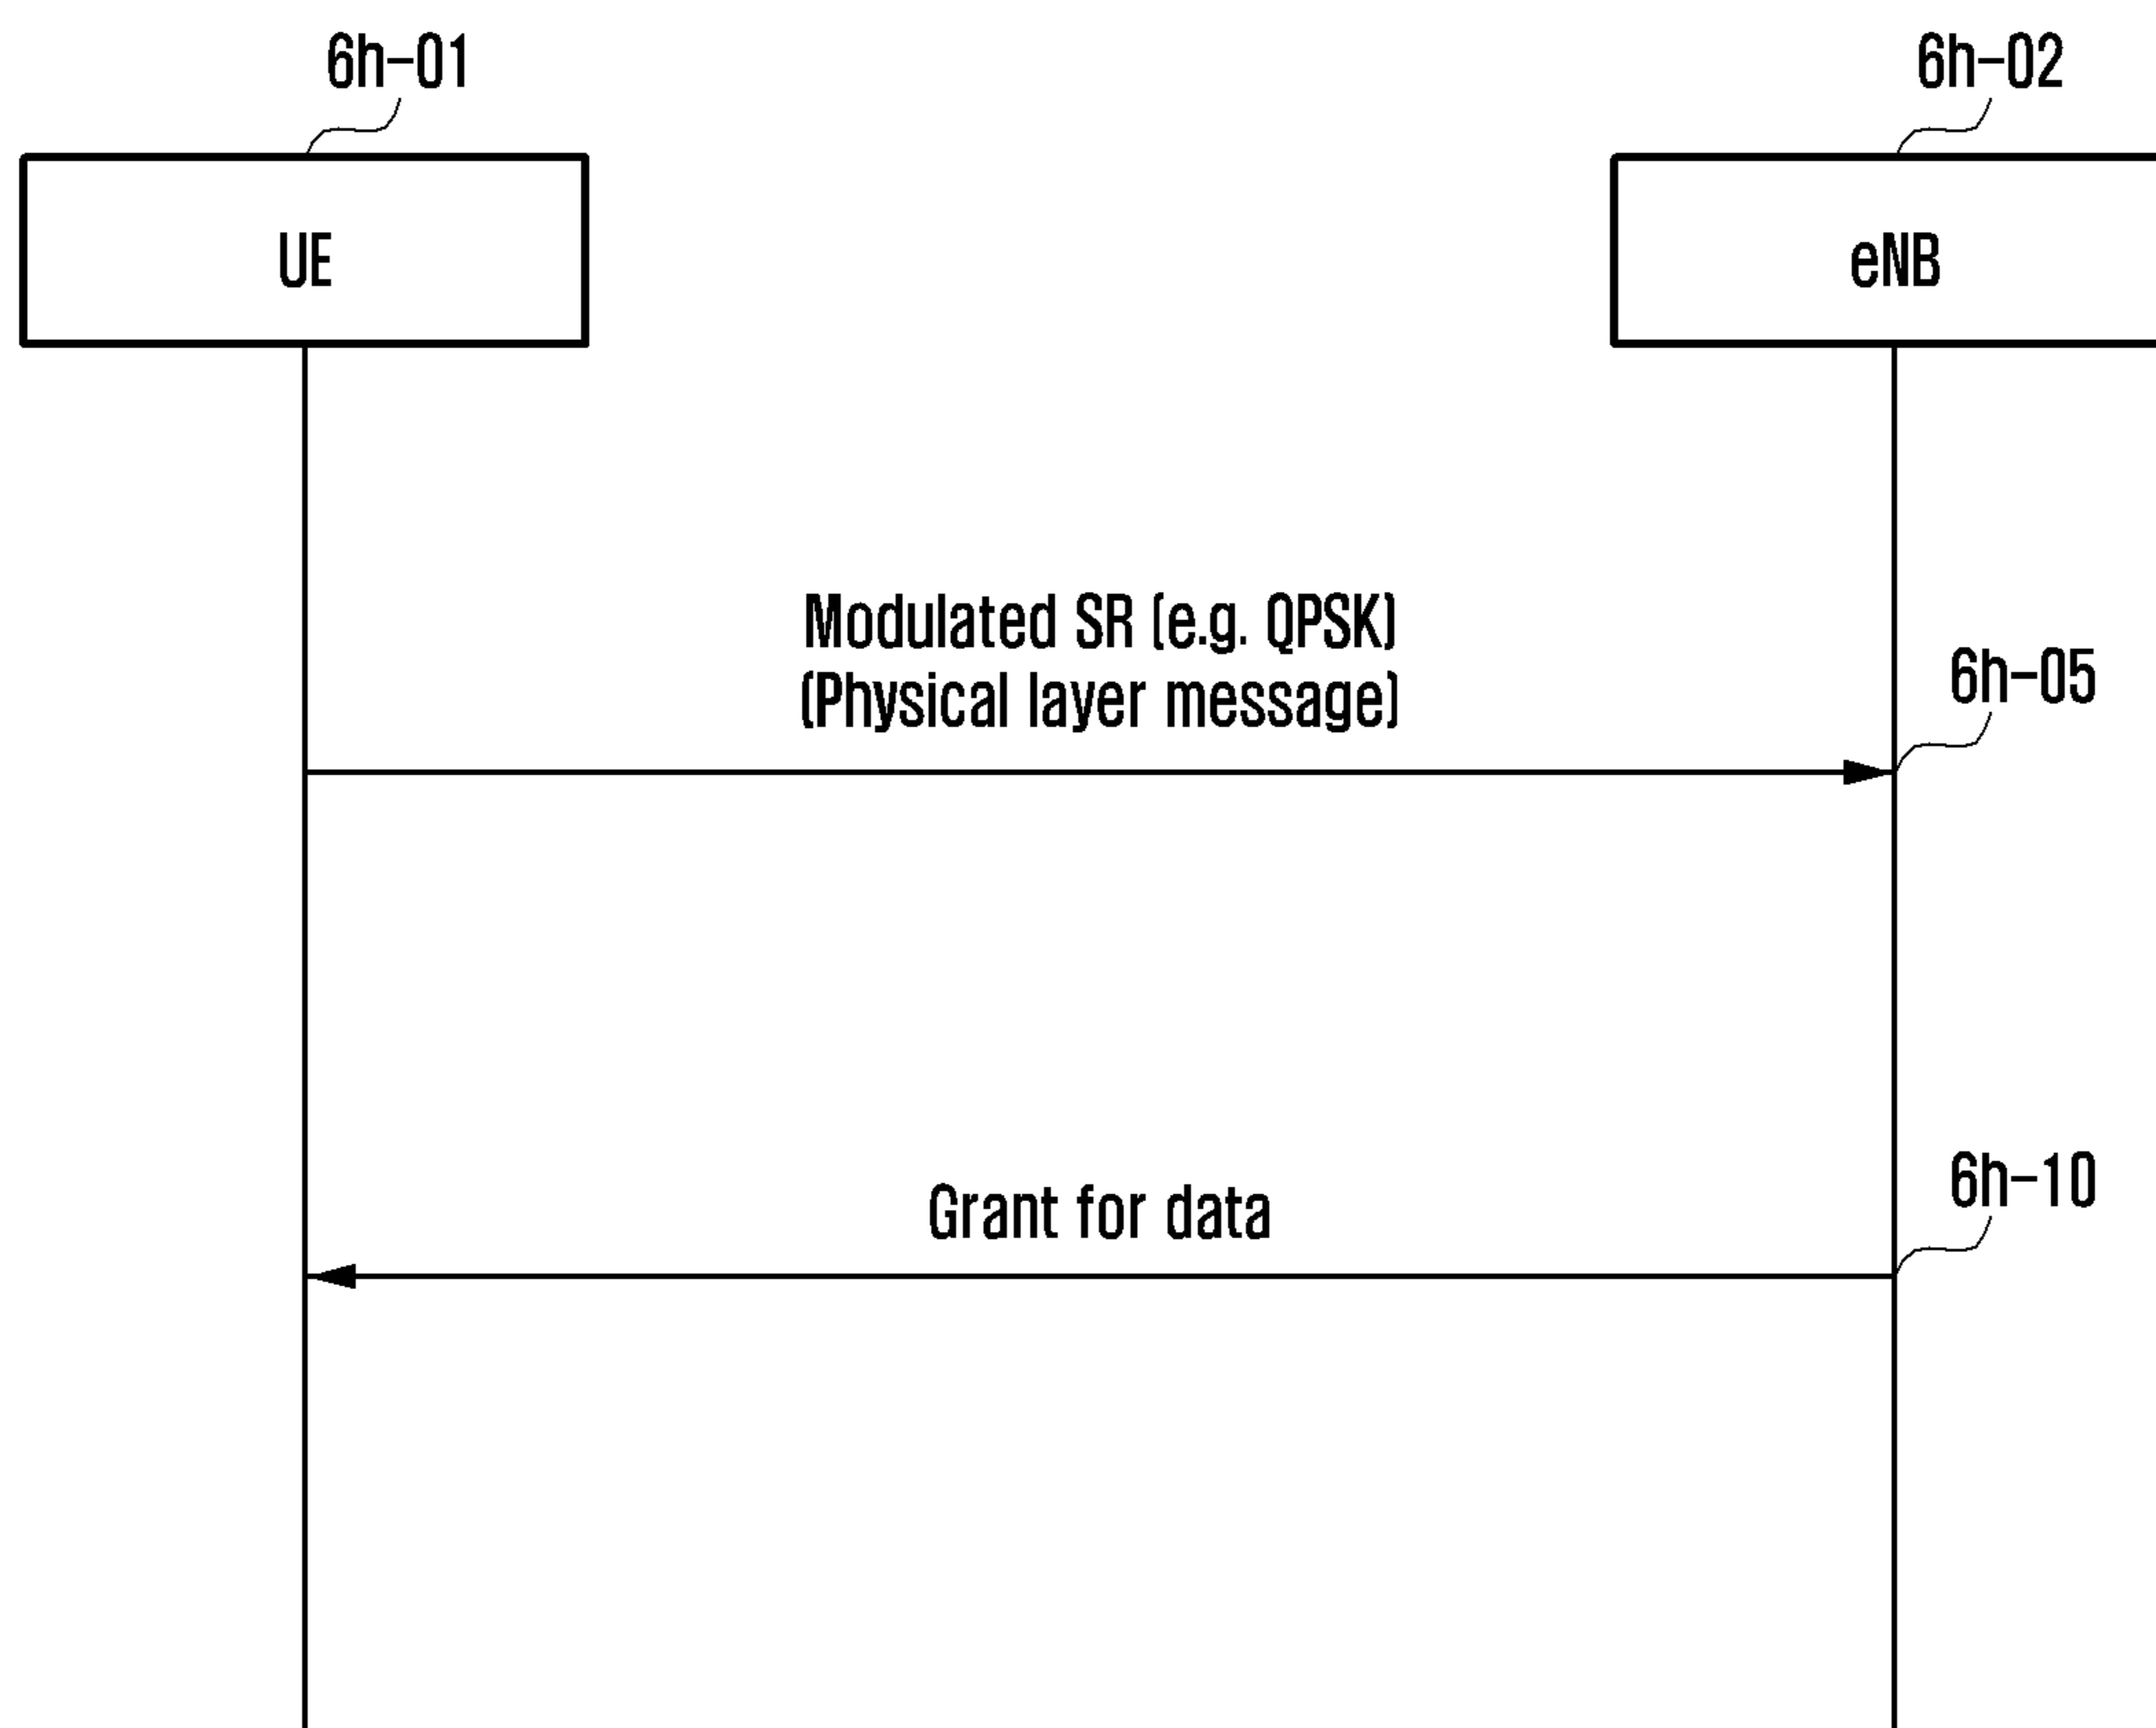 6h-01
6h-02
UE
eNB
Modulated SR (e.g. QPSK)
(Physical layer message)
6h-05
Grant for data
6h-10